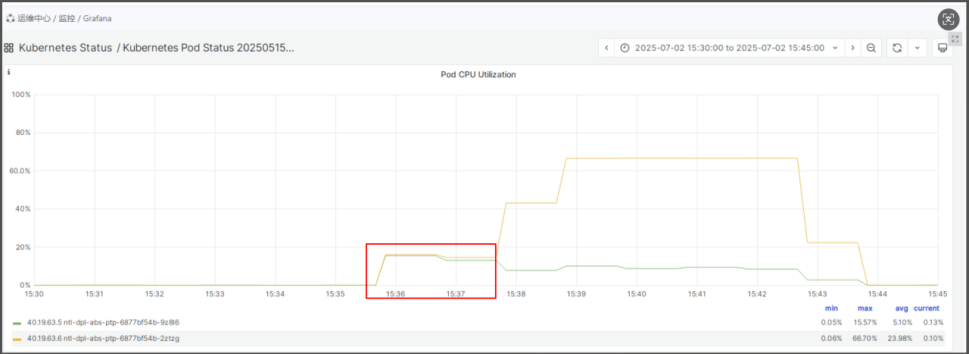 运维中心 / 监控 / Grafana
Kubernetes Status / Kubernetes Pod Status 20250515...
2025-07-02 15:30:00 to 2025-07-02 15:45:00
i
Pod CPU Utilization
100%
80%
60.0%
40%
20%
0%
15:30 15:31 15:32 15:33 15:34 15:35 15:36 15:37 15:38 15:39 15:40 15:41 15:42 15:43 15:44 15:45
min max avg current
40.19.63.5 ntl-dpl-abs-ptp-6877bf54b-9z8l6 0.05% 15.57% 5.10% 0.13%
40.19.63.6 ntl-dpl-abs-ptp-6877bf54b-2ztzg 0.06% 66.70% 23.98% 0.10%